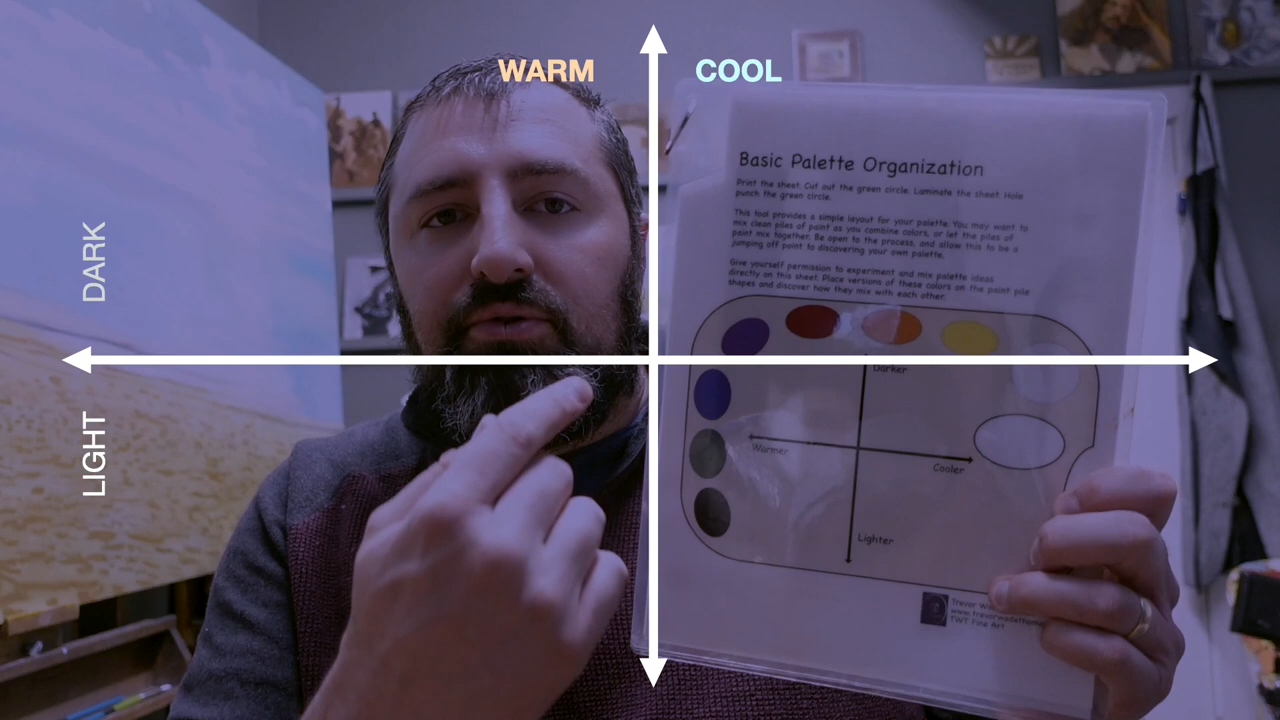 WARM
COOL
DARK
LIGHT
Basic Palette Organization
Print the sheet. Cut out the green circle. Laminate the sheet. Hole
punch the green circle.
This tool provides a simple layout for your palette. You may want to
mix clean piles of paint as you combine colors, or let the piles of
paint mix together. Be open to the process, and allow this to be a
jumping off point to discovering your own palette.
Give yourself permission to experiment and mix palette ideas
directly on this sheet. Place versions of these colors on the paint pile
shapes and discover how they mix with each other.
Darker
Warmer
Cooler
Lighter
Trevor
TWT Fine Art